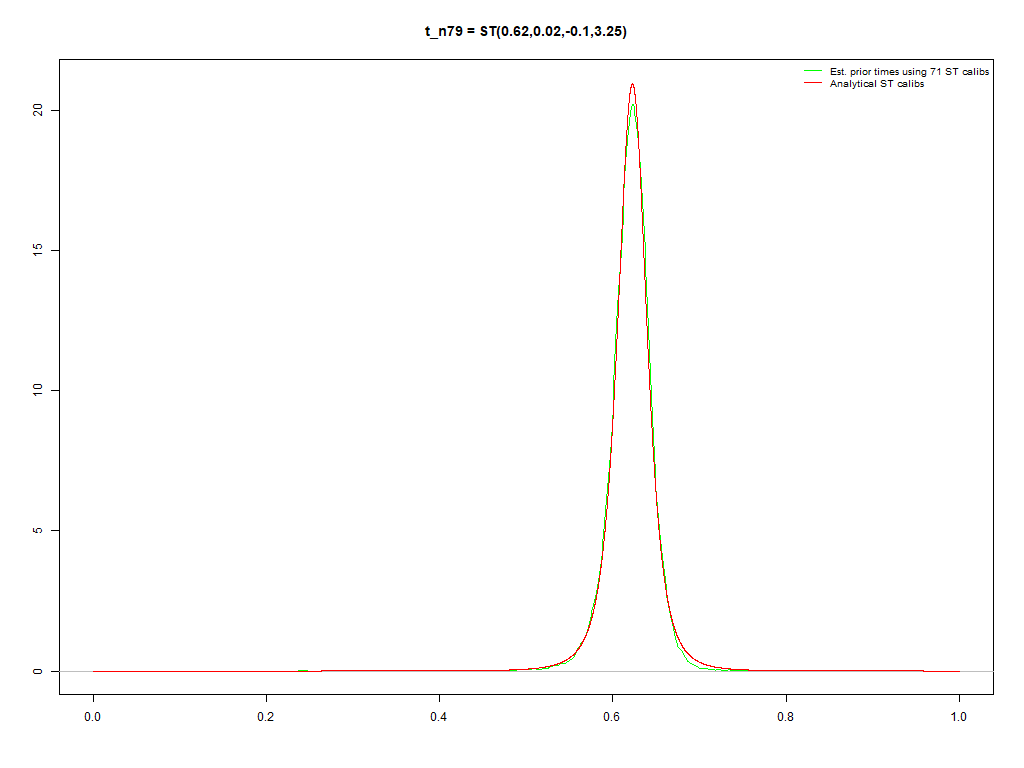 t_n79 = ST(0.62,0.02,-0.1,3.25)
Est. prior times using 71 ST calibs
Analytical ST calibs
20
15
10
5
0
0.0 0.2 0.4 0.6 0.8 1.0